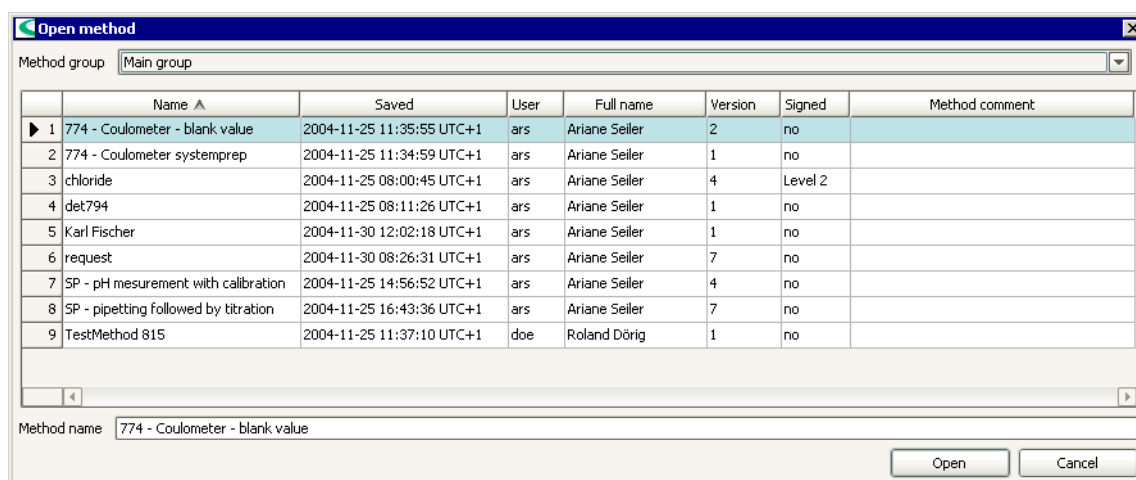 Open method
Method group Main group
Name Saved User Full name Version Signed Method comment
1 774 - Coulometer - blank value 2004-11-25 11:35:55 UTC+1 ars Ariane Seiler 2 no
2 774 - Coulometer systemprep 2004-11-25 11:34:59 UTC+1 ars Ariane Seiler 1 no
3 chloride 2004-11-25 08:00:45 UTC+1 ars Ariane Seiler 4 Level 2
4 det794 2004-11-25 08:11:26 UTC+1 ars Ariane Seiler 1 no
5 Karl Fischer 2004-11-30 12:02:18 UTC+1 ars Ariane Seiler 1 no
6 request 2004-11-30 08:26:31 UTC+1 ars Ariane Seiler 7 no
7 SP - pH mesurement with calibration 2004-11-25 14:56:52 UTC+1 ars Ariane Seiler 4 no
8 SP - pipetting followed by titration 2004-11-25 16:43:36 UTC+1 ars Ariane Seiler 7 no
9 TestMethod 815 2004-11-25 11:37:10 UTC+1 doe Roland Dörig 1 no
Method name 774 - Coulometer - blank value
Open Cancel